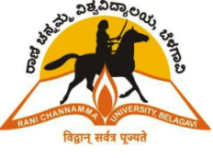 ರಾಣಿ ಚನ್ನಮ್ಮ ವಿಶ್ವವಿದ್ಯಾಲಯ, ಬೆಳಗಾವಿ
RANI CHANNAMMA UNIVERSITY, BELAGAVI
विद्वान् सर्वत्र पूज्यते